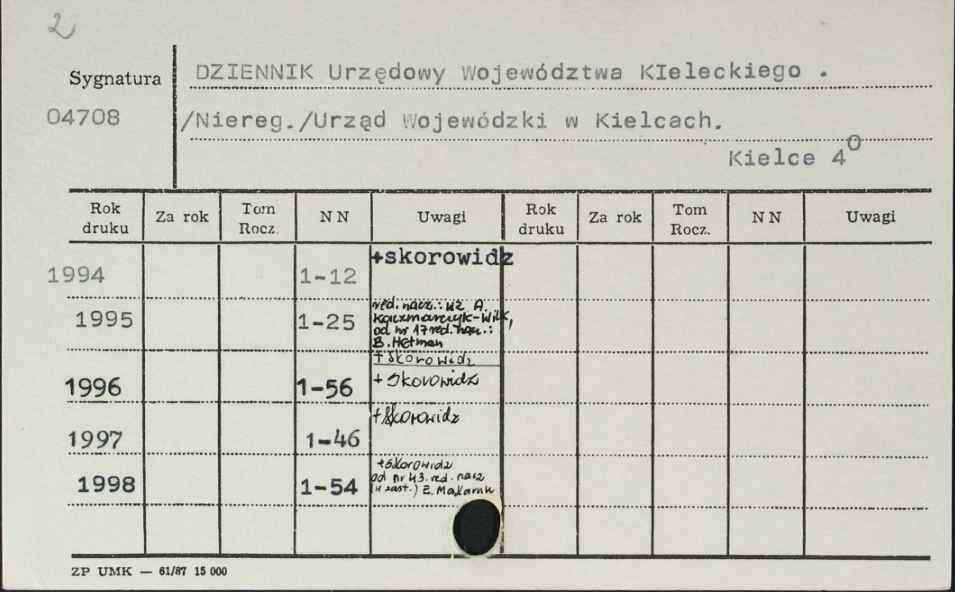 2
Sygnatura
DZIENNIK Urzędowy Województwa KIeleckiego .
04708
/Niereg./Urząd Wojewódzki w Kielcach.
Kielce 4º
Rok druku Za rok Tom Rocz. NN Uwagi Rok druku Za rok Tom Rocz. NN Uwagi
1994 1-12 +skorowidz
1995 1-25 red. nacz.: A.
Kaczmarczyk-Wilk,
od nr 17 red. nacz.:
B. Hetman
+ Skorowidz
1996 1-56 + Skorowidz
1997 1-46 + Skorowidz
1998 1-54 +skorowidz
od nr 43. red. nacz
zast.) E.
ZP UMK — 61/87 15 000